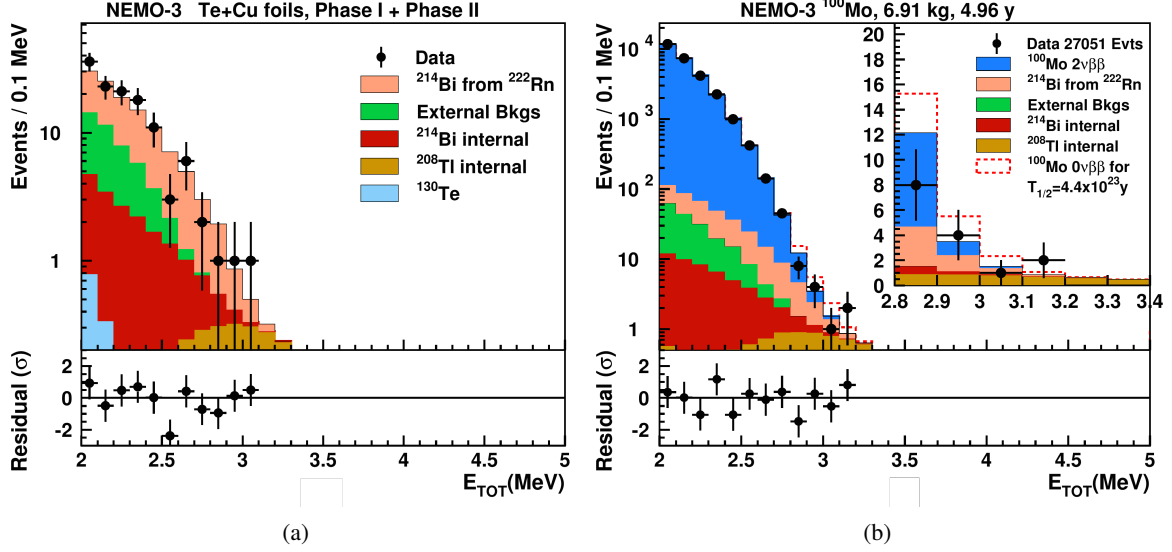 NEMO-3 Te+Cu foils, Phase I + Phase II
Events / 0.1 MeV
10
1
Data
²¹⁴Bi from ²²²Rn
External Bkgs
²¹⁴Bi internal
²⁰⁸Tl internal
¹³⁰Te
Residual (σ)
2
0
-2
2 2.5 3 3.5 4 4.5 5
E_TOT(MeV)
(a)
NEMO-3 ¹⁰⁰Mo, 6.91 kg, 4.96 y
Events / 0.1 MeV
10⁴
10³
10²
10
1
20
18
16
14
12
10
8
6
4
2
0
2.8 2.9 3 3.1 3.2 3.3 3.4
Data 27051 Evts
¹⁰⁰Mo 2νββ
²¹⁴Bi from ²²²Rn
External Bkgs
²¹⁴Bi internal
²⁰⁸Tl internal
¹⁰⁰Mo 0νββ for
T₁/₂=4.4x10²³y
Residual (σ)
2
0
-2
2 2.5 3 3.5 4 4.5 5
E_TOT(MeV)
(b)